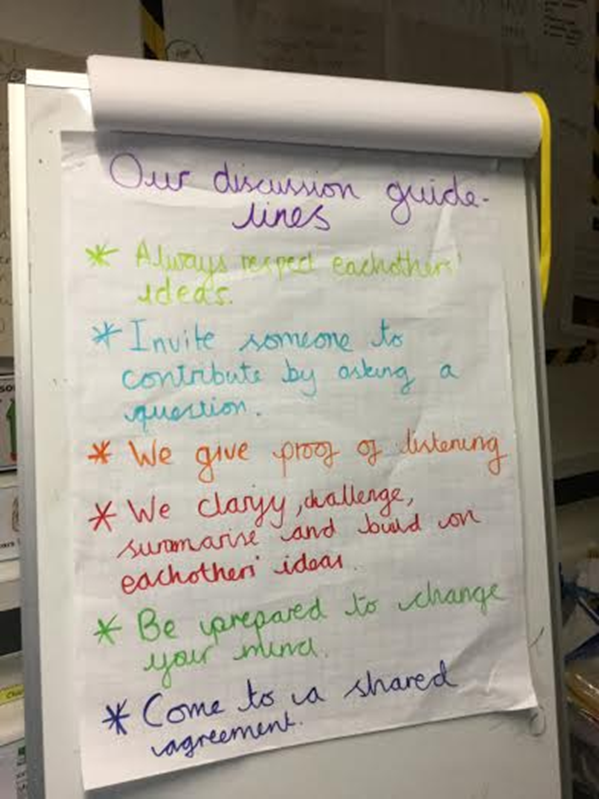 Our discussion guide-
lines
* Always respect eachothers'
ideas.
* Invite someone to
contribute by asking a
question.
* We give proof of listening
* We clarify, challenge,
summarise and build on
eachothers' ideas.
* Be prepared to change
your mind.
* Come to a shared
agreement.